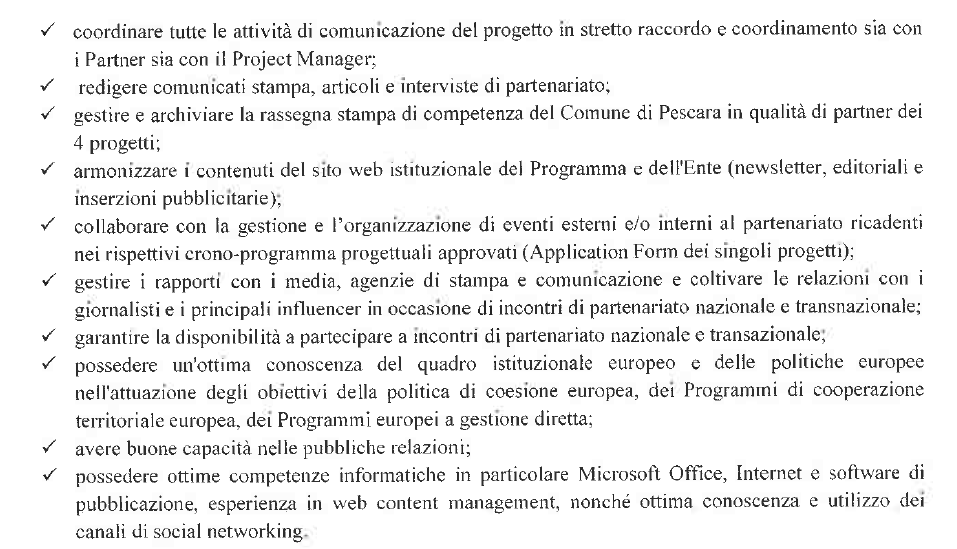 ✓ coordinare tutte le attività di comunicazione del progetto in stretto raccordo e coordinamento sia con
i Partner sia con il Project Manager;
✓ redigere comunicati stampa, articoli e interviste di partenariato;
✓ gestire e archiviare la rassegna stampa di competenza del Comune di Pescara in qualità di partner dei
4 progetti;
✓ armonizzare i contenuti del sito web istituzionale del Programma e dell'Ente (newsletter, editoriali e
inserzioni pubblicitarie);
✓ collaborare con la gestione e l'organizzazione di eventi esterni e/o interni al partenariato ricadenti
nei rispettivi crono-programma progettuali approvati (Application Form dei singoli progetti);
✓ gestire i rapporti con i media, agenzie di stampa e comunicazione e coltivare le relazioni con i
giornalisti e i principali influencer in occasione di incontri di partenariato nazionale e transnazionale;
✓ garantire la disponibilità a partecipare a incontri di partenariato nazionale e transazionale;
✓ possedere un'ottima conoscenza del quadro istituzionale europeo e delle politiche europee
nell'attuazione degli obiettivi della politica di coesione europea, dei Programmi di cooperazione
territoriale europea, dei Programmi europei a gestione diretta;
✓ avere buone capacità nelle pubbliche relazioni;
✓ possedere ottime competenze informatiche in particolare Microsoft Office, Internet e software di
pubblicazione, esperienza in web content management, nonché ottima conoscenza e utilizzo dei
canali di social networking.